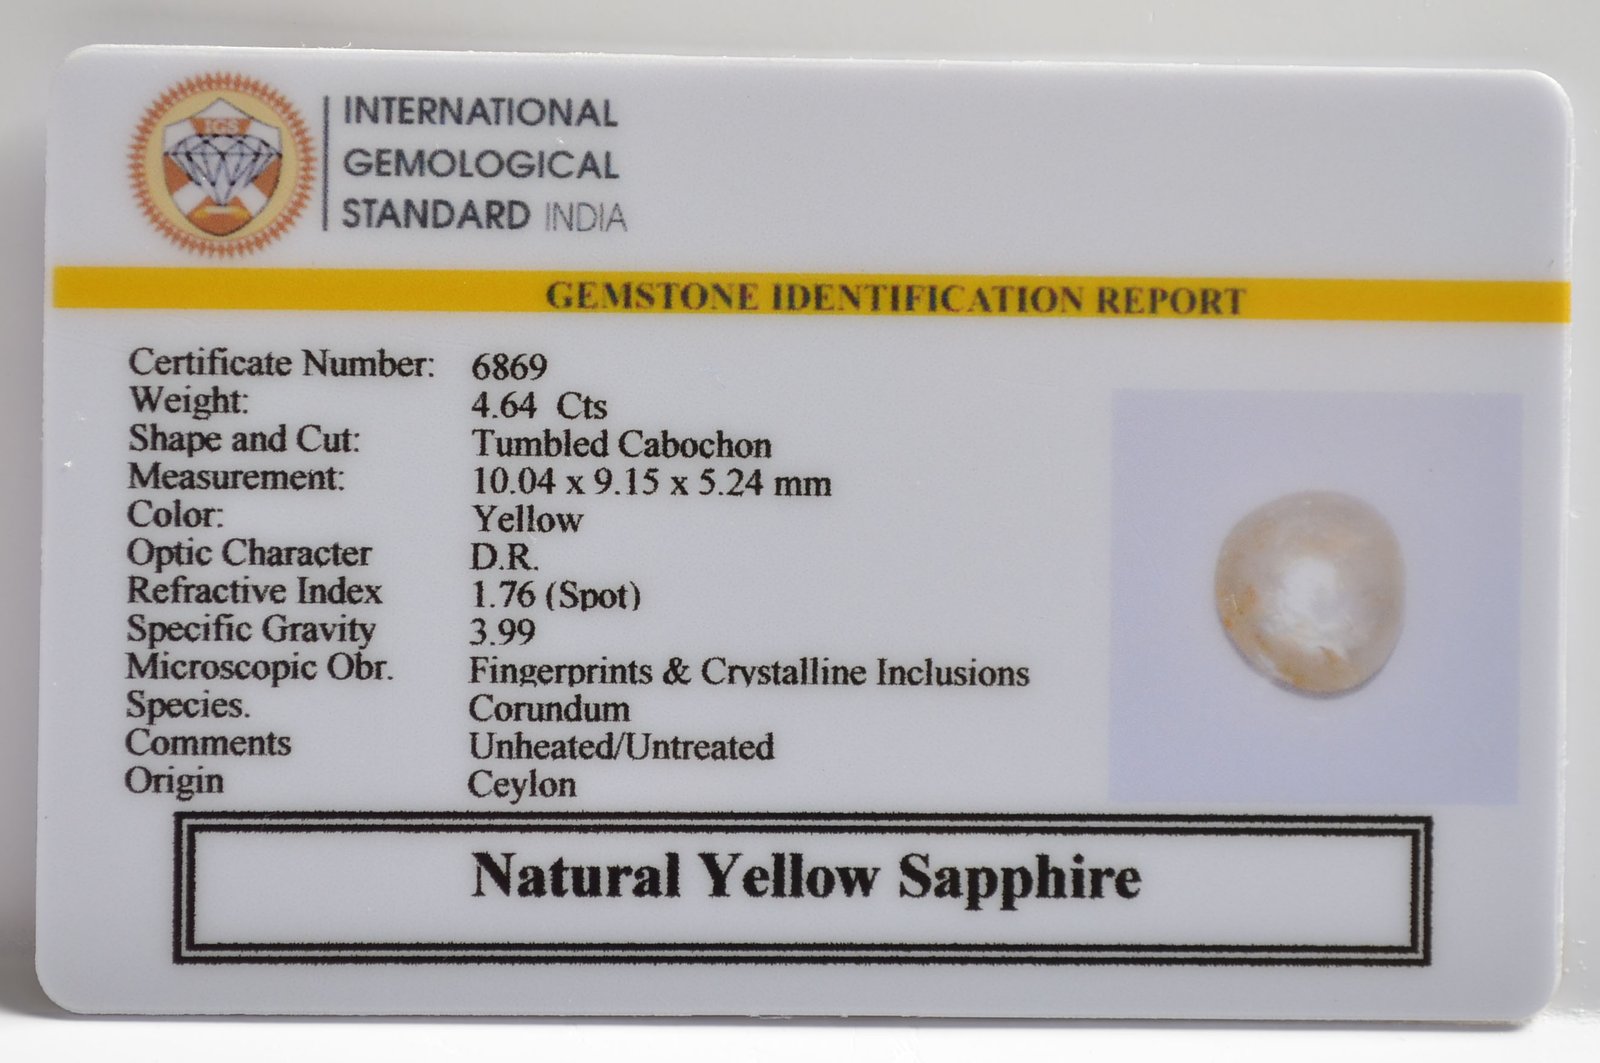 IGS
INTERNATIONAL
GEMOLOGICAL
STANDARD INDIA
GEMSTONE IDENTIFICATION REPORT
Certificate Number: 6869
Weight: 4.64 Cts
Shape and Cut: Tumbled Cabochon
Measurement: 10.04 x 9.15 x 5.24 mm
Color: Yellow
Optic Character D.R.
Refractive Index 1.76 (Spot)
Specific Gravity 3.99
Microscopic Obr. Fingerprints & Crystalline Inclusions
Species. Corundum
Comments Unheated/Untreated
Origin Ceylon
Natural Yellow Sapphire